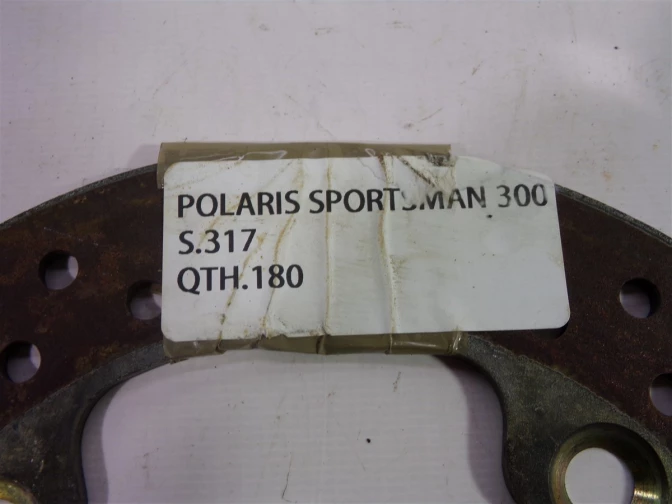 POLARIS SPORTSMAN 300
S.317
QTH.180